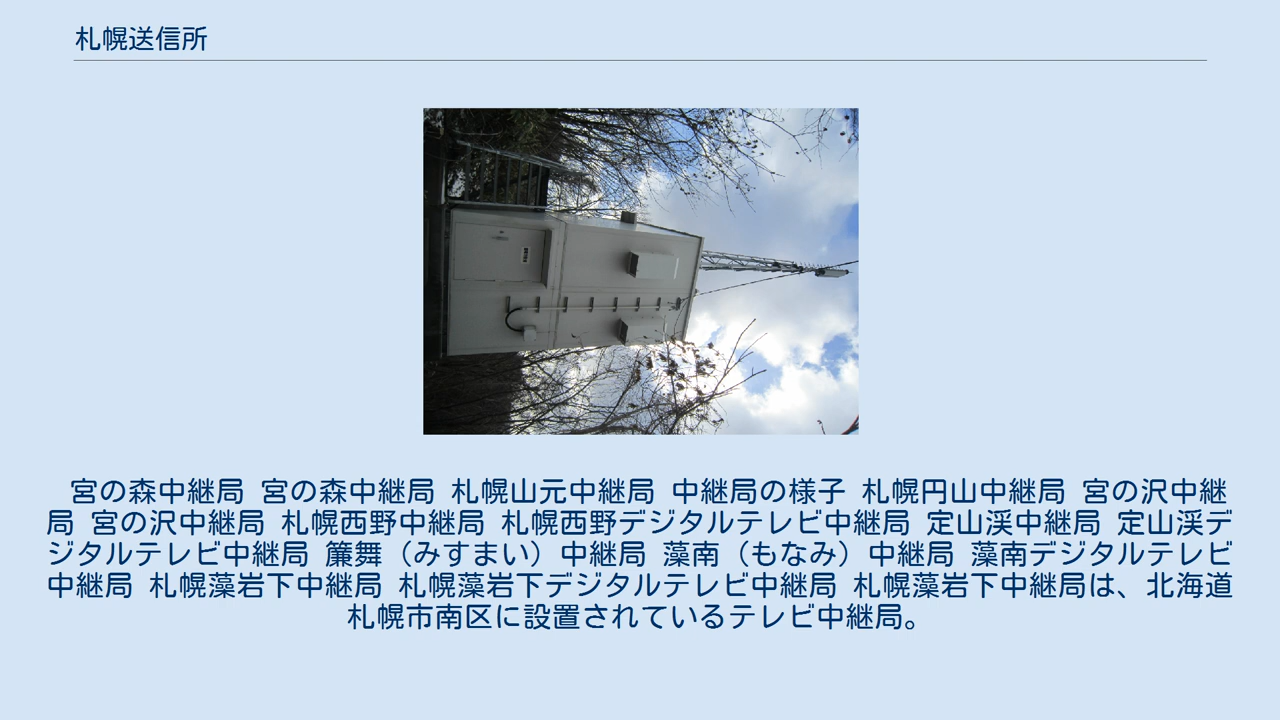 札幌送信所
宮の森中継局 宮の森中継局 札幌山元中継局 中継局の様子 札幌円山中継局 宮の沢中継
局 宮の沢中継局 札幌西野中継局 札幌西野デジタルテレビ中継局 定山渓中継局 定山渓デ
ジタルテレビ中継局 簾舞（みすまい）中継局 藻南（もなみ）中継局 藻南デジタルテレビ
中継局 札幌藻岩下中継局 札幌藻岩下デジタルテレビ中継局 札幌藻岩下中継局は、北海道
札幌市南区に設置されているテレビ中継局。